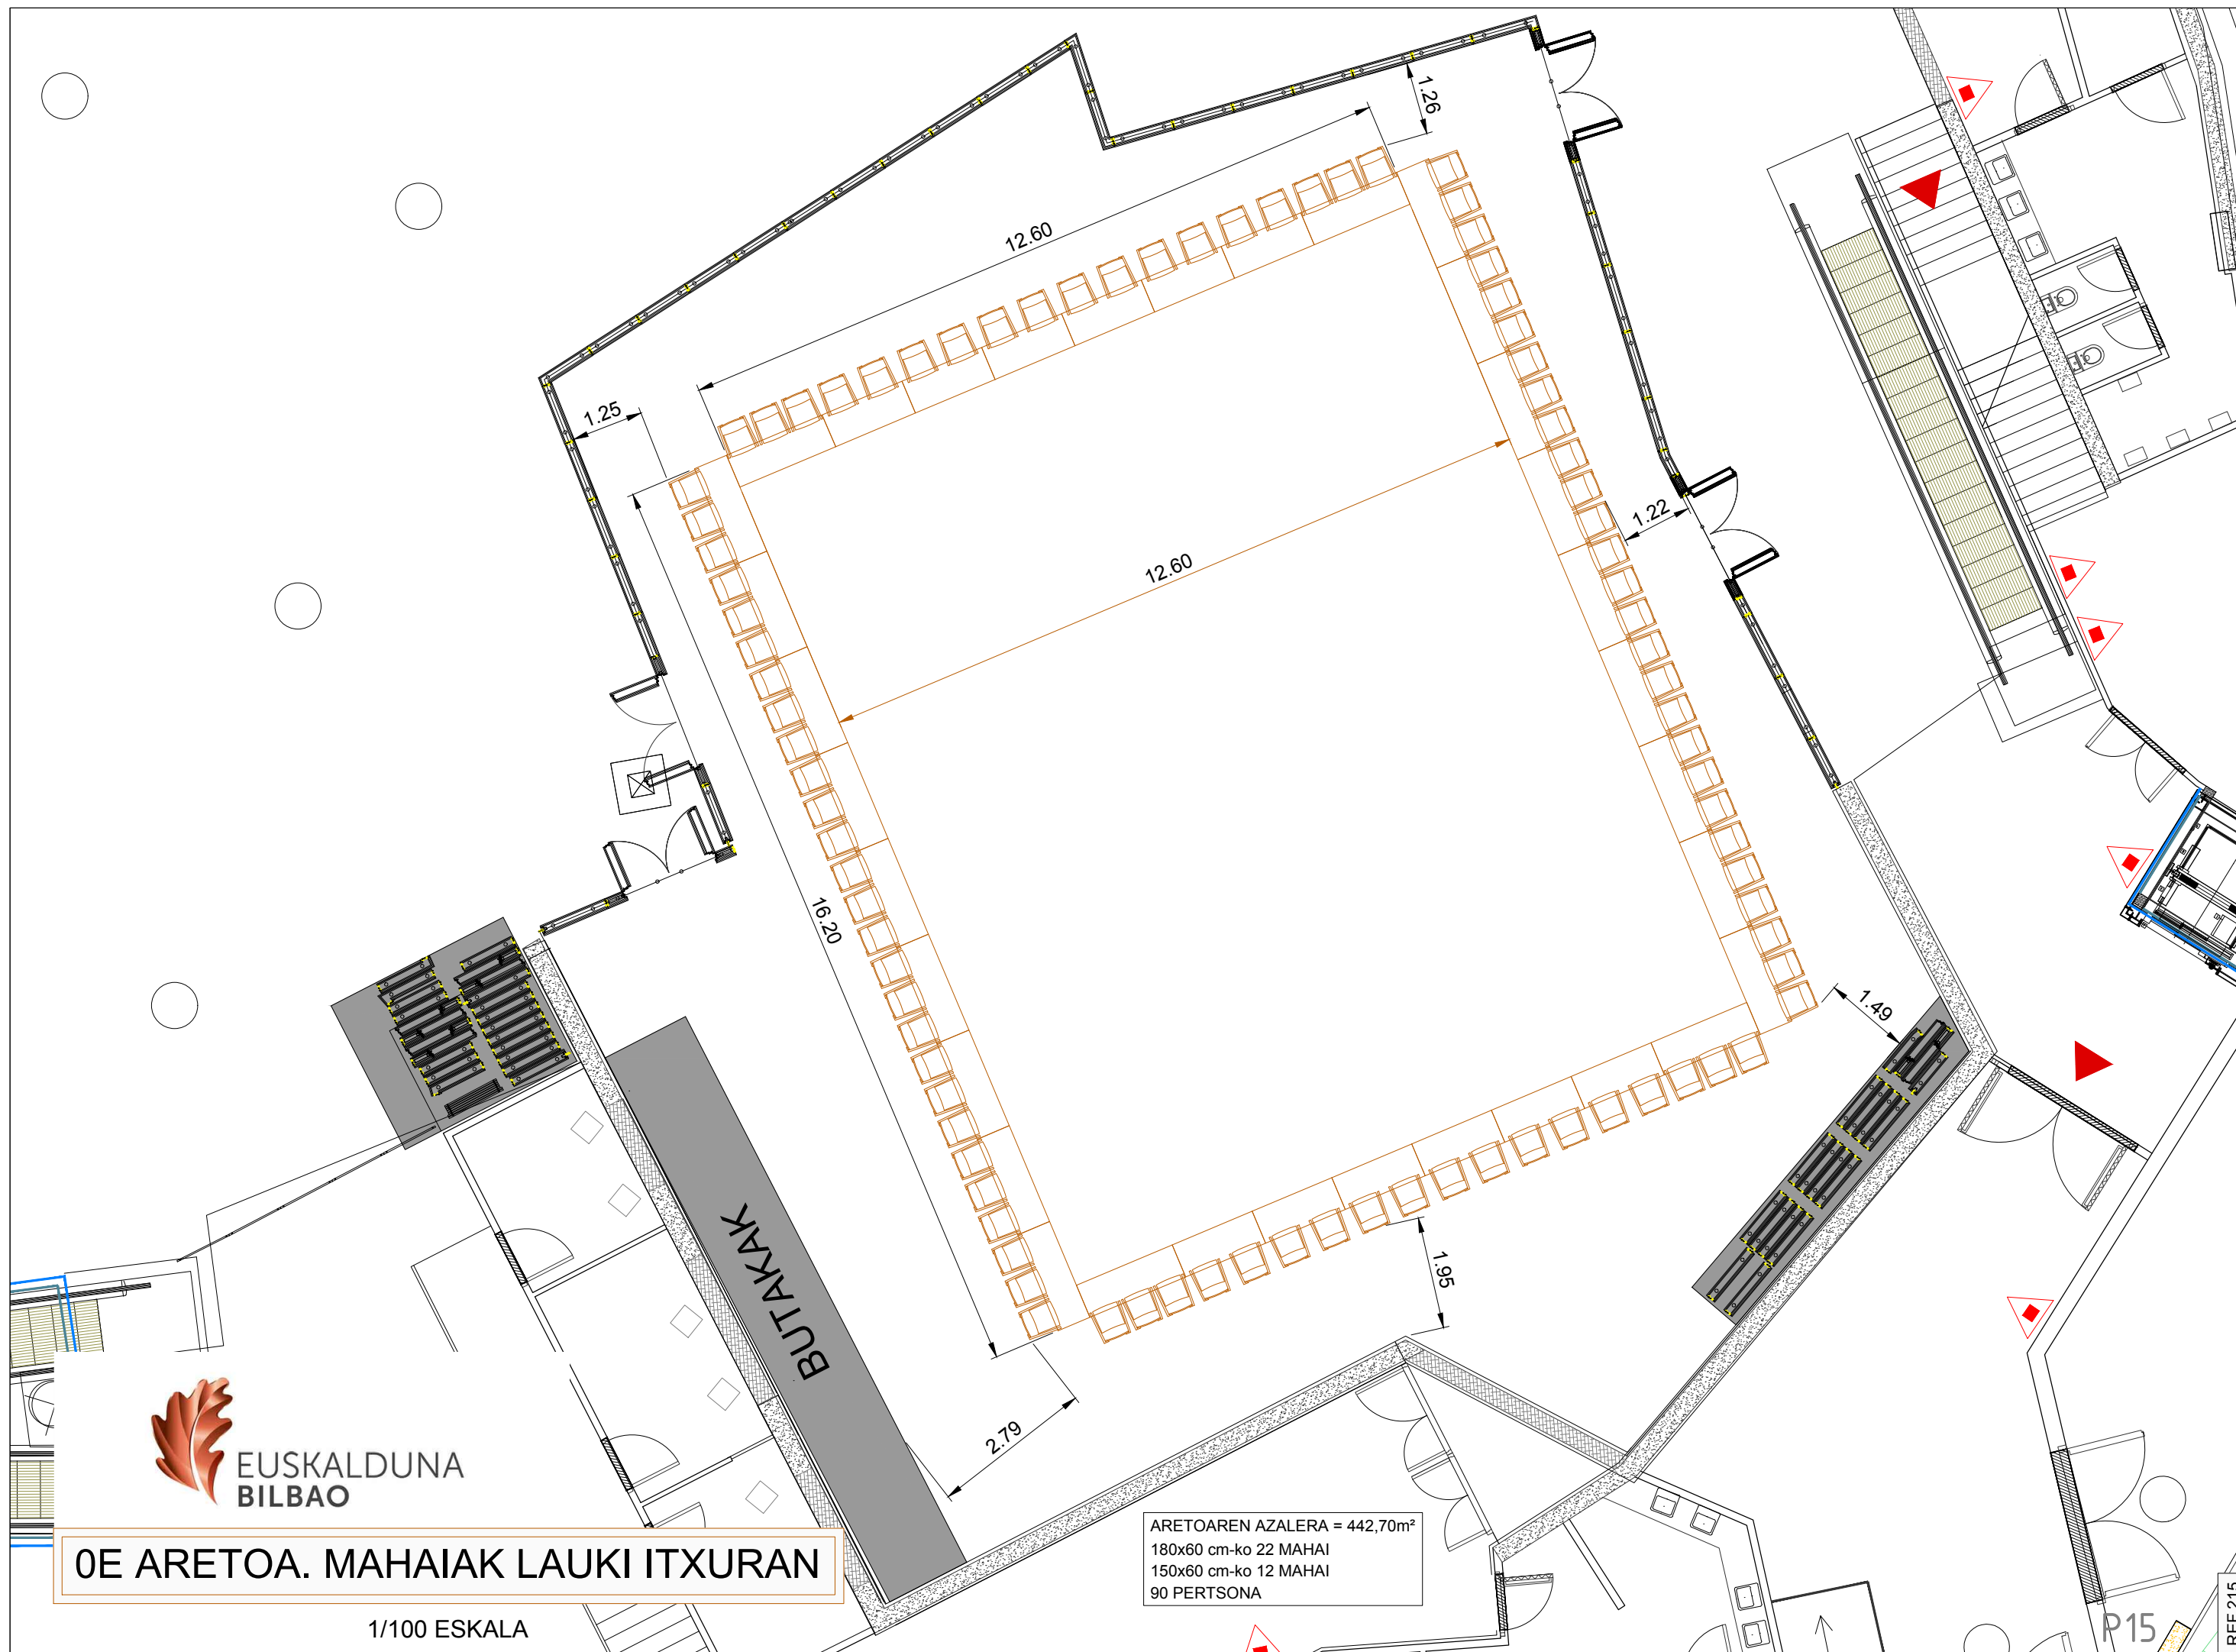 1.26
12.60
1.25
1.22
12.60
16.20
1.49
1.95
2.79
BUTAKAK
EUSKALDUNA
BILBAO
0E ARETOA. MAHAIAK LAUKI ITXURAN
1/100 ESKALA
ARETOAREN AZALERA = 442,70m²
180x60 cm-ko 22 MAHAI
150x60 cm-ko 12 MAHAI
90 PERTSONA
P15